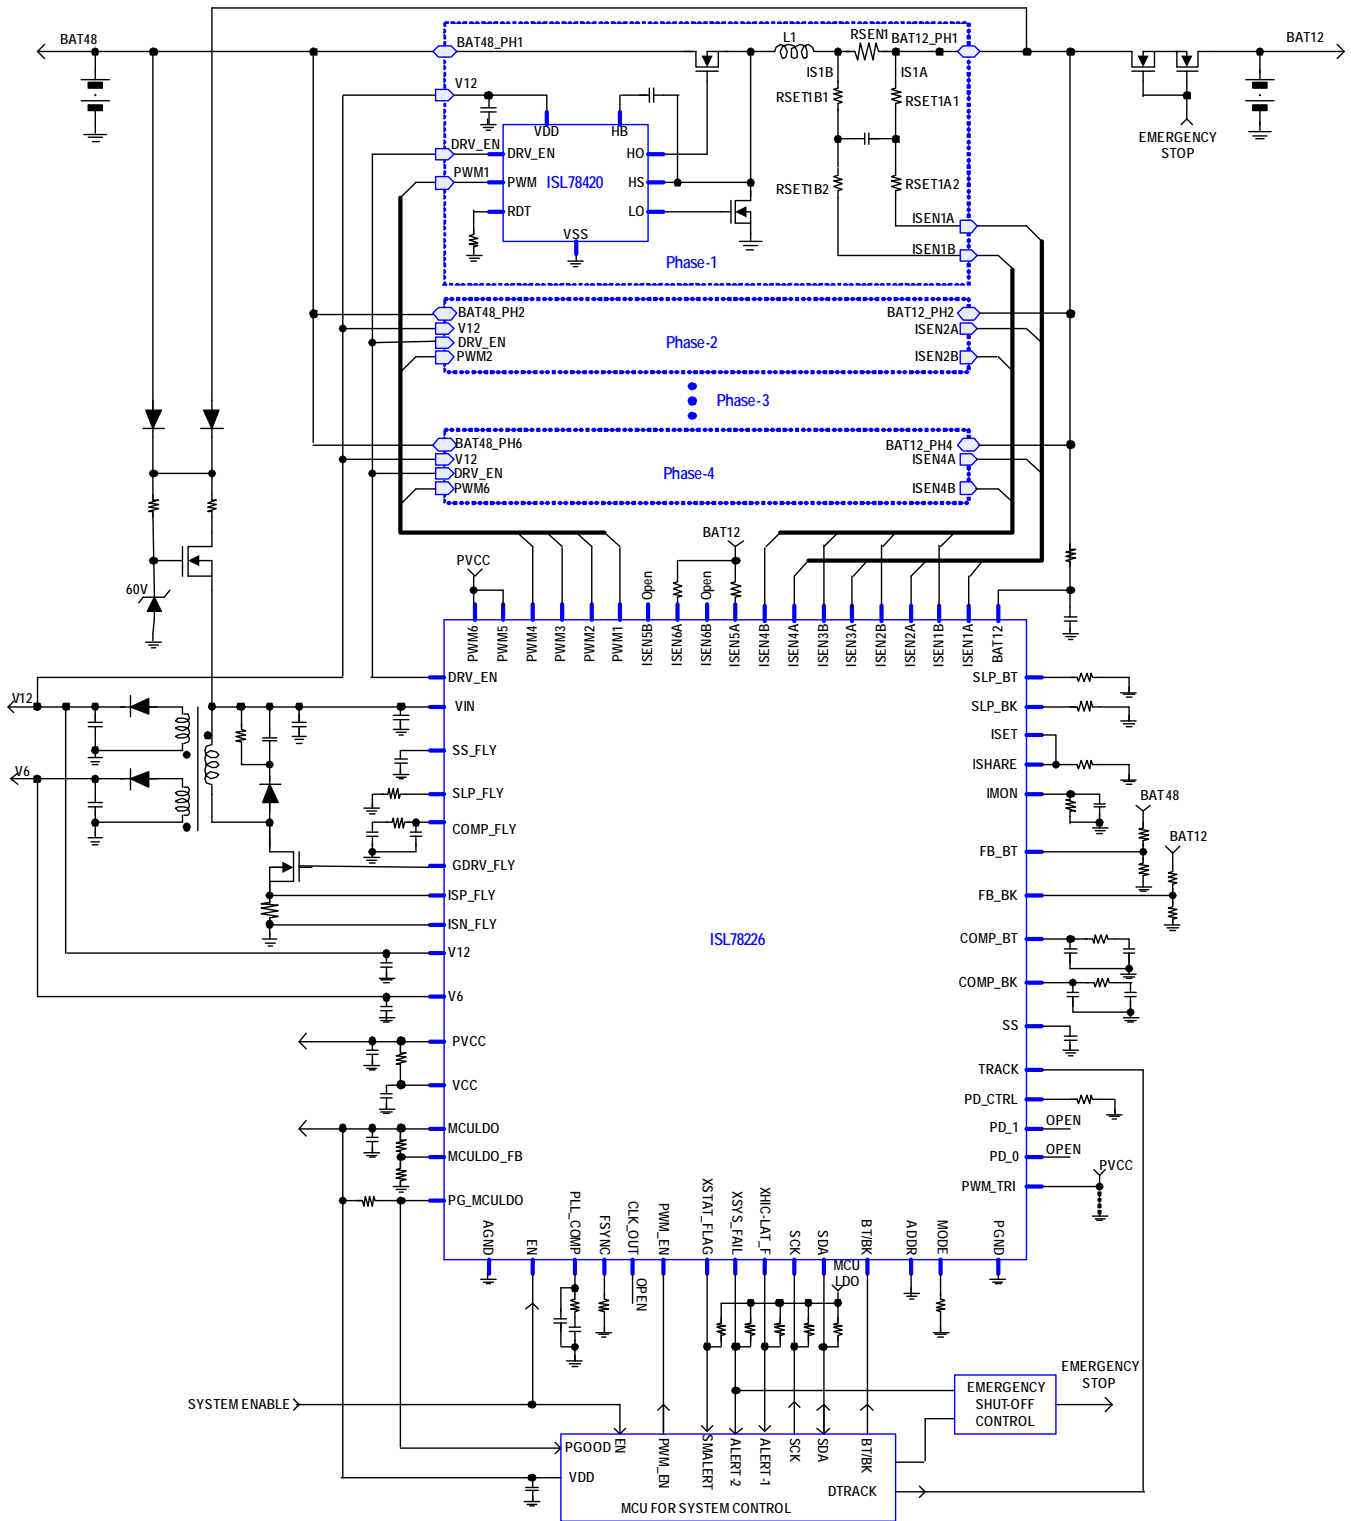 BAT48
BAT48_PH1
L1
RSEN1
BAT12_PH1
BAT12
V12
IS1B
IS1A
RSET1B1
RSET1A1
VDD
HB
EMERGENCY
STOP
DRV_EN
DRV_EN
HO
PWM1
PWM
ISL78420
HS
RSET1B2
RSET1A2
RDT
LO
ISEN1A
VSS
ISEN1B
Phase-1
BAT48_PH2
BAT12_PH2
V12
ISEN2A
DRV_EN
Phase-2
PWM2
ISEN2B
Phase-3
BAT48_PH6
BAT12_PH4
V12
ISEN4A
DRV_EN
Phase-4
PWM6
ISEN4B
BAT12
PVCC
60V
Open
Open
PWM6
PWM5
PWM4
PWM3
PWM2
PWM1
ISEN5B
ISEN6A
ISEN6B
ISEN5A
ISEN4B
ISEN4A
ISEN3B
ISEN3A
ISEN2B
ISEN2A
ISEN1B
ISEN1A
BAT12
DRV_EN
SLP_BT
V12
VIN
SLP_BK
ISET
SS_FLY
ISHARE
V6
SLP_FLY
IMON
BAT48
COMP_FLY
BAT12
FB_BT
GDRV_FLY
ISP_FLY
FB_BK
ISN_FLY
ISL78226
COMP_BT
V12
COMP_BK
V6
SS
PVCC
TRACK
VCC
PD_CTRL
MCULDO
PD_1
OPEN
MCULDO_FB
PD_0
OPEN
PVCC
PWM_TRI
PG_MCULDO
AGND
EN
PLL_COMP
FSYNC
CLK_OUT
PWM_EN
XSTAT_FLAG
XSYS_FAIL
XHIC-LAT_F
SCK
SDA
BT/BK
ADDR
MODE
PGND
MCU
LDO
OPEN
EMERGENCY
STOP
EMERGENCY
SHUT-OFF
CONTROL
SYSTEM ENABLE
PGOOD
EN
PWM_EN
SMALERT
ALERT-2
ALERT-1
SCK
SDA
BT/BK
VDD
DTRACK
MCU FOR SYSTEM CONTROL